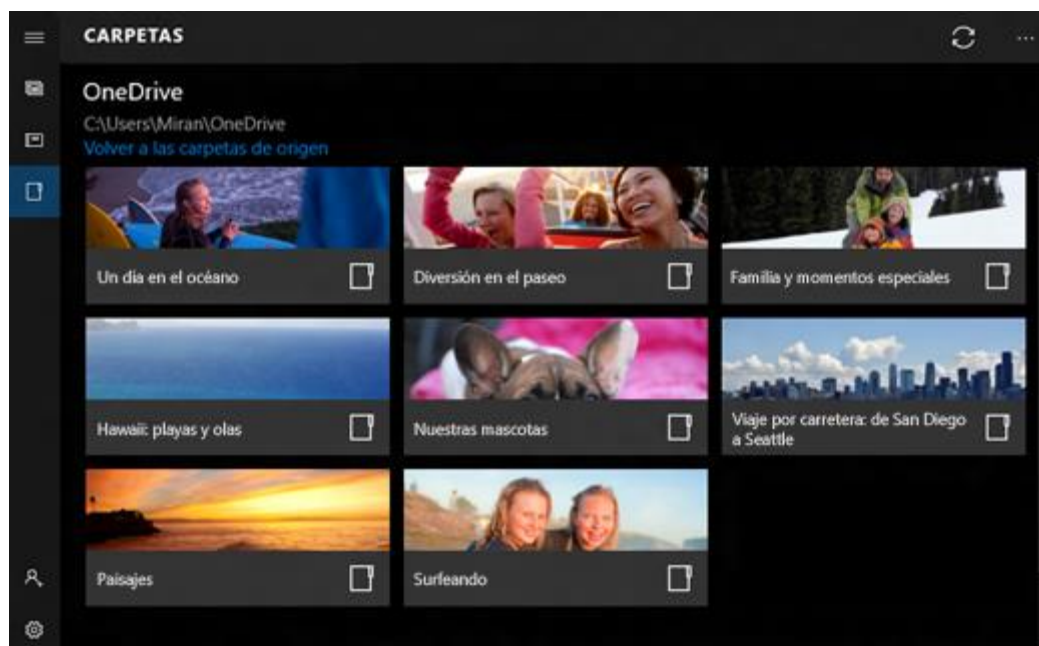 CARPETAS
OneDrive
C:\Users\Miran\OneDrive
Volver a las carpetas de origen
Un día en el océano
Diversión en el paseo
Familia y momentos especiales
Hawaii: playas y olas
Nuestras mascotas
Viaje por carretera: de San Diego
a Seattle
Paisajes
Surfeando